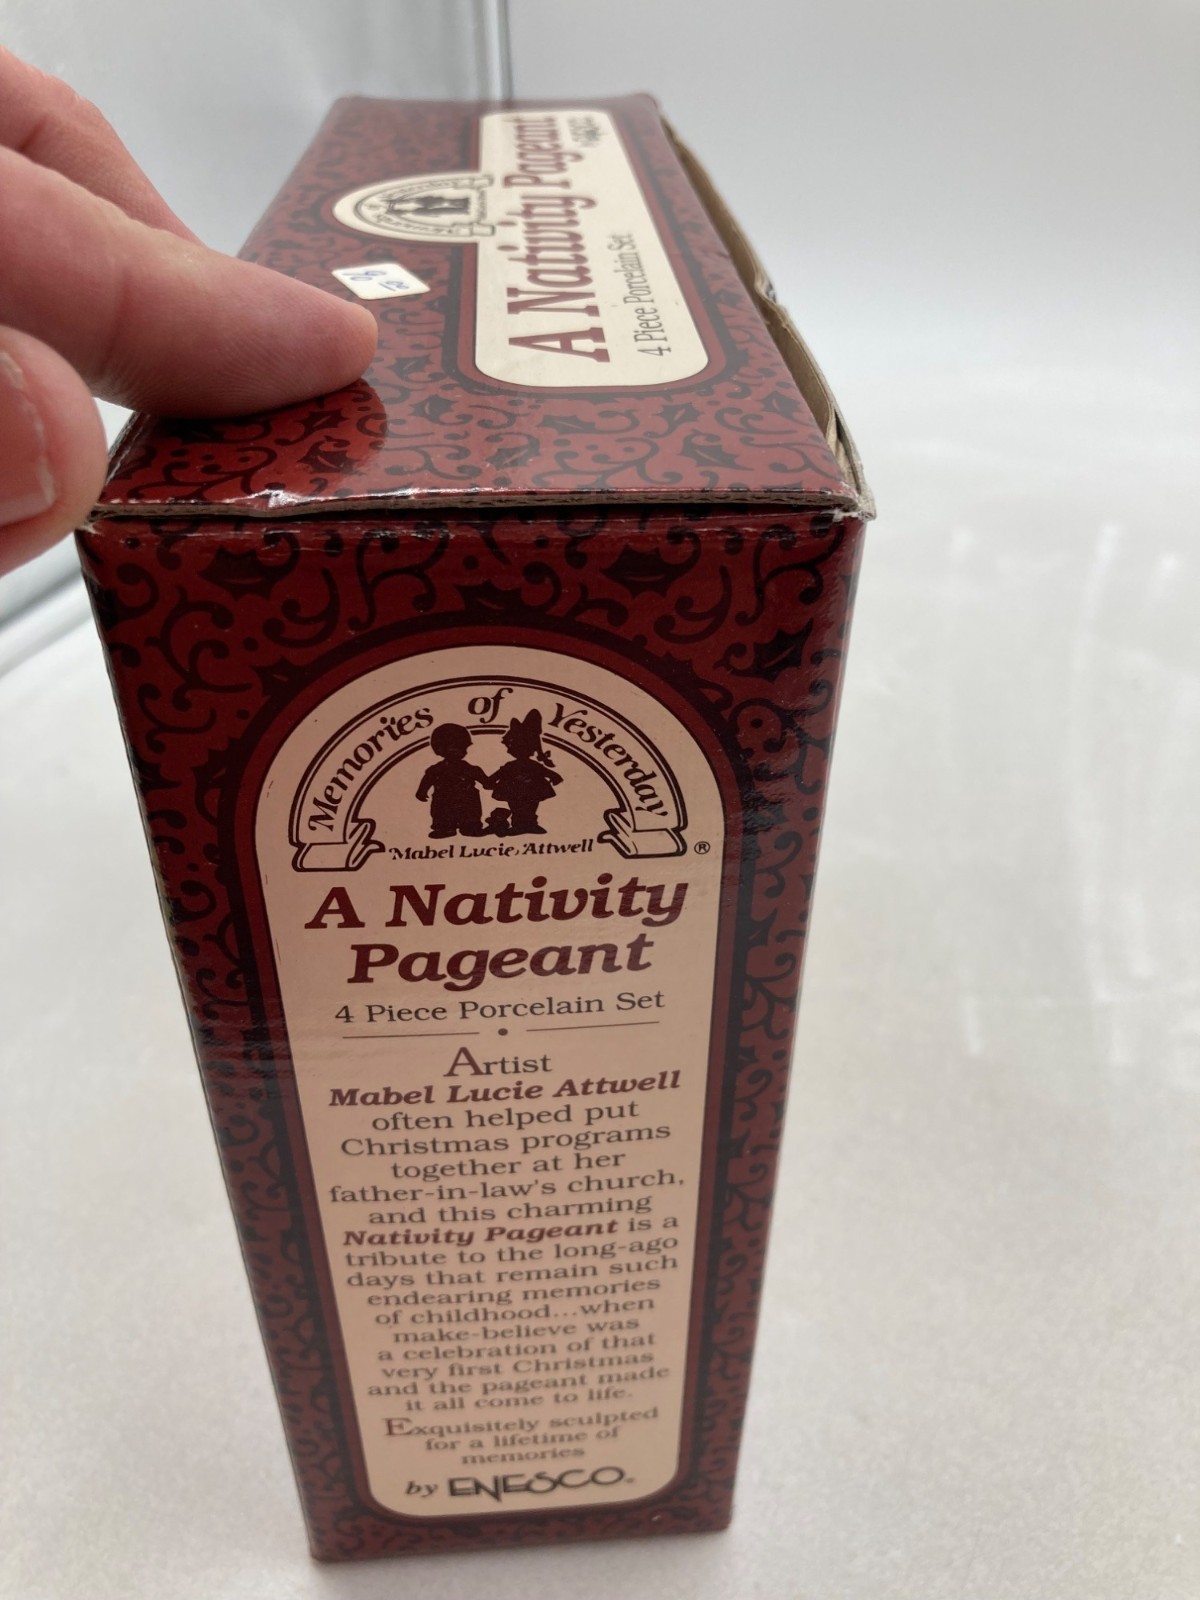 A Nativity Pageant
4 Piece Porcelain Set
Memories of Yesterday
Mabel Lucie Attwell
®
A Nativity
Pageant
4 Piece Porcelain Set
Artist
Mabel Lucie Attwell
often helped put
Christmas programs
together at her
father-in-law's church,
and this charming
Nativity Pageant is a
tribute to the long-ago
days that remain such
endearing memories
of childhood...when
make-believe was
a celebration of that
very first Christmas
and the pageant made
it all come to life.
Exquisitely sculpted
for a lifetime of
memories
by ENESCO®